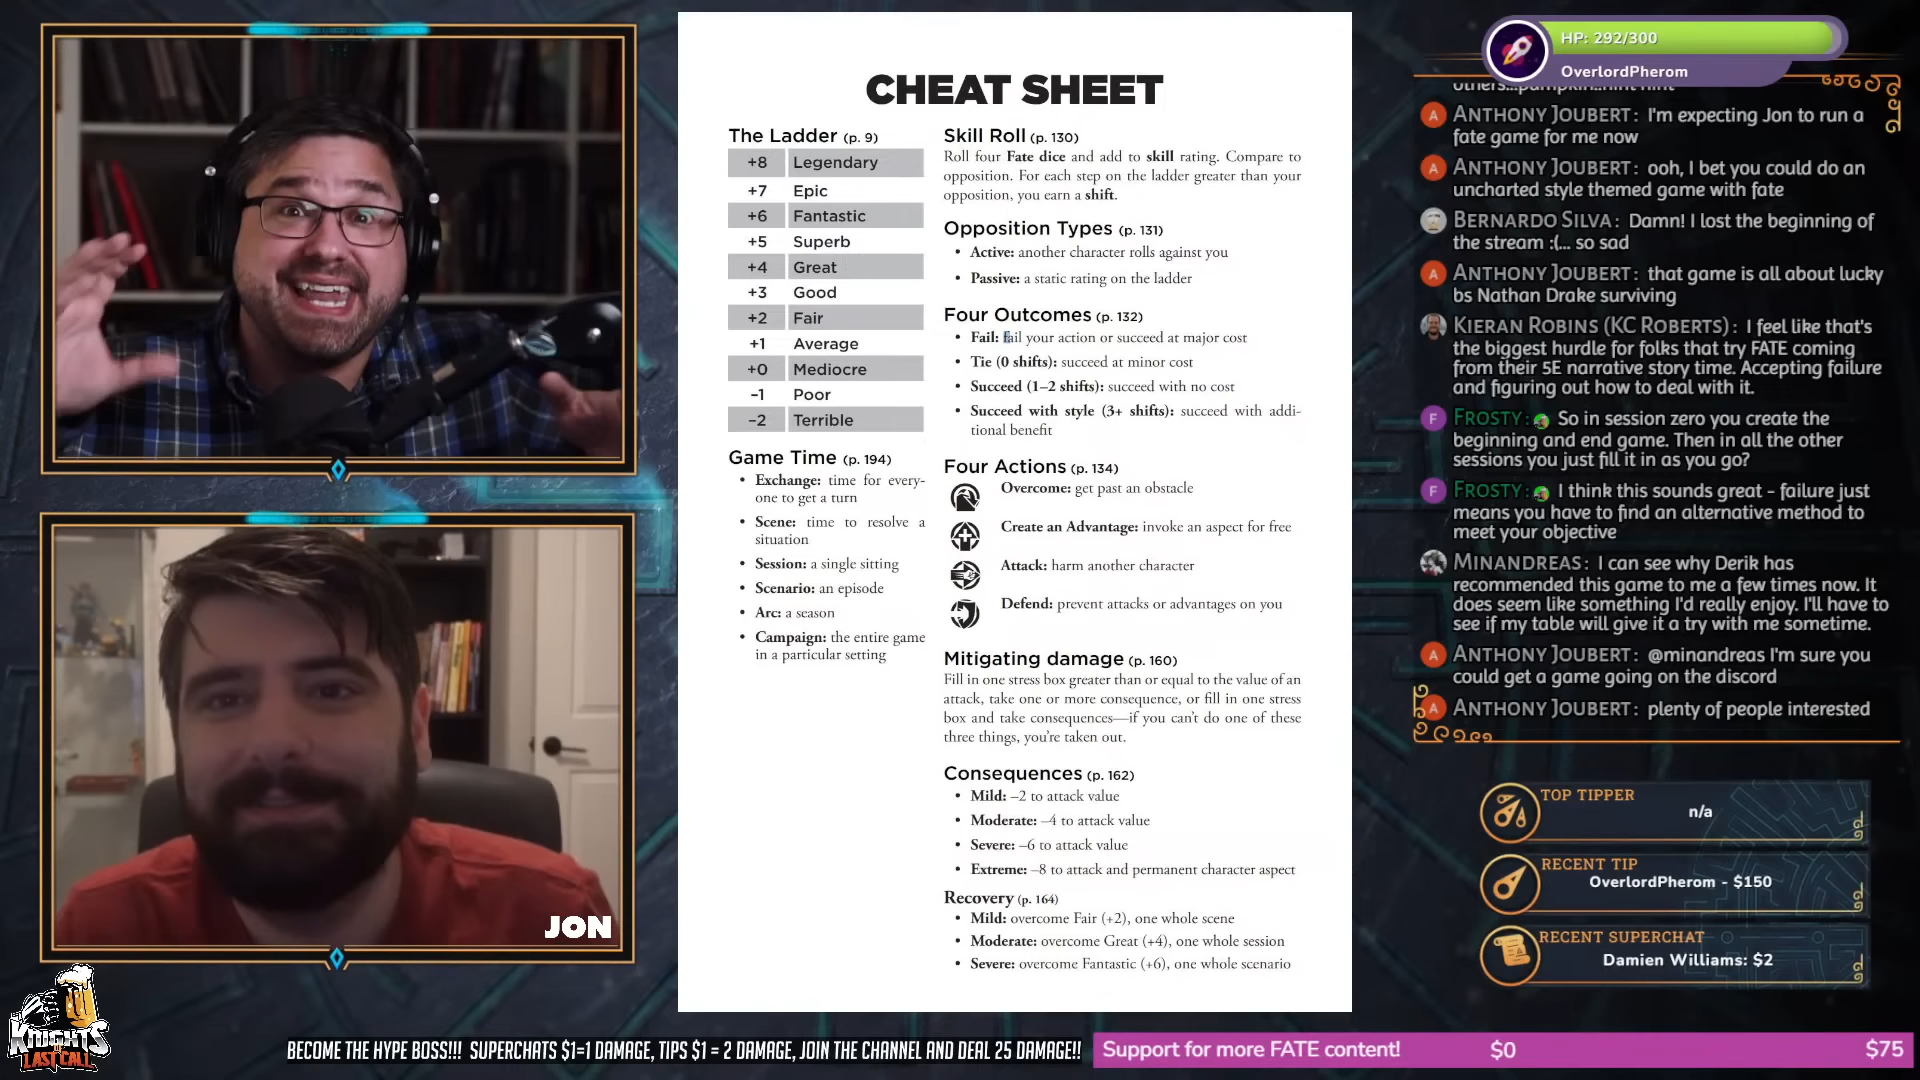 CHEAT SHEET
The Ladder (p. 9)
+8 Legendary
+7 Epic
+6 Fantastic
+5 Superb
+4 Great
+3 Good
+2 Fair
+1 Average
+0 Mediocre
–1 Poor
–2 Terrible
Game Time (p. 194)
• Exchange: time for every-
one to get a turn
• Scene: time to resolve a
situation
• Session: a single sitting
• Scenario: an episode
• Arc: a season
• Campaign: the entire game
in a particular setting
Skill Roll (p. 130)
Roll four Fate dice and add to skill rating. Compare to
opposition. For each step on the ladder greater than your
opposition, you earn a shift.
Opposition Types (p. 131)
• Active: another character rolls against you
• Passive: a static rating on the ladder
Four Outcomes (p. 132)
• Fail: fail your action or succeed at major cost
• Tie (0 shifts): succeed at minor cost
• Succeed (1–2 shifts): succeed with no cost
• Succeed with style (3+ shifts): succeed with addi-
tional benefit
Four Actions (p. 134)
Overcome: get past an obstacle
Create an Advantage: invoke an aspect for free
Attack: harm another character
Defend: prevent attacks or advantages on you
Mitigating damage (p. 160)
Fill in one stress box greater than or equal to the value of an
attack, take one or more consequence, or fill in one stress
box and take consequences—if you can't do one of these
three things, you're taken out.
Consequences (p. 162)
• Mild: –2 to attack value
• Moderate: –4 to attack value
• Severe: –6 to attack value
• Extreme: –8 to attack and permanent character aspect
Recovery (p. 164)
• Mild: overcome Fair (+2), one whole scene
• Moderate: overcome Great (+4), one whole session
• Severe: overcome Fantastic (+6), one whole scenario
HP: 292/300
OverlordPherom
others...pumpkin..hint hint
A ANTHONY JOUBERT: I'm expecting Jon to run a
fate game for me now
A ANTHONY JOUBERT: ooh, I bet you could do an
uncharted style themed game with fate
BERNARDO SILVA: Damn! I lost the beginning of
the stream :(... so sad
A ANTHONY JOUBERT: that game is all about lucky
bs Nathan Drake surviving
KIERAN ROBINS (KC ROBERTS): I feel like that's
the biggest hurdle for folks that try FATE coming
from their 5E narrative story time. Accepting failure
and figuring out how to deal with it.
F FROSTY: So in session zero you create the
beginning and end game. Then in all the other
sessions you just fill it in as you go?
F FROSTY: I think this sounds great - failure just
means you have to find an alternative method to
meet your objective
MINANDREAS: I can see why Derik has
recommended this game to me a few times now. It
does seem like something I'd really enjoy. I'll have to
see if my table will give it a try with me sometime.
A ANTHONY JOUBERT: @minandreas I'm sure you
could get a game going on the discord
A ANTHONY JOUBERT: plenty of people interested
TOP TIPPER
n/a
RECENT TIP
OverlordPherom - $150
RECENT SUPERCHAT
Damien Williams: $2
JON
KNIGHTS
OF
LAST CALL
BECOME THE HYPE BOSS!!! SUPERCHATS $1=1 DAMAGE, TIPS $1 = 2 DAMAGE, JOIN THE CHANNEL AND DEAL 25 DAMAGE!!
Support for more FATE content! $0 $75